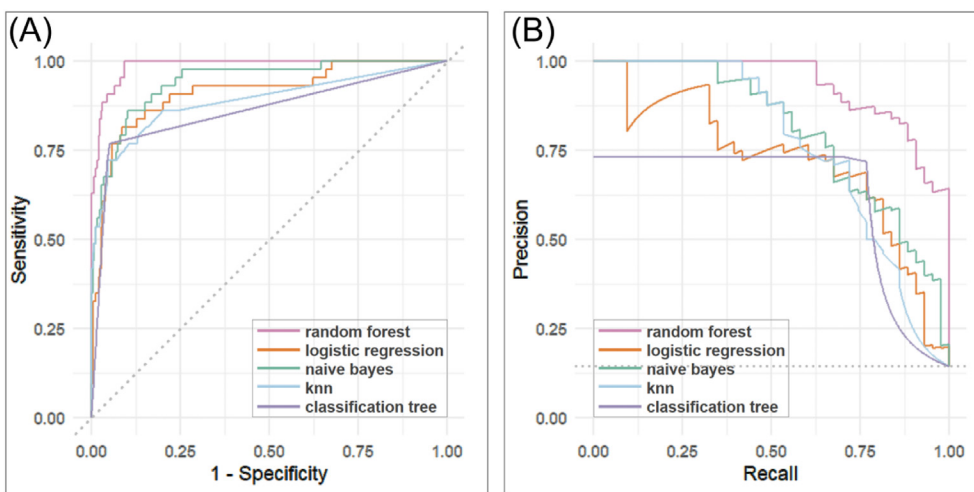 (A)
1.00
0.75
0.50
0.25
0.00
Sensitivity
random forest
logistic regression
naive bayes
knn
classification tree
0.00 0.25 0.50 0.75 1.00
1 - Specificity
(B)
1.00
0.75
0.50
0.25
0.00
Precision
random forest
logistic regression
naive bayes
knn
classification tree
0.00 0.25 0.50 0.75 1.00
Recall